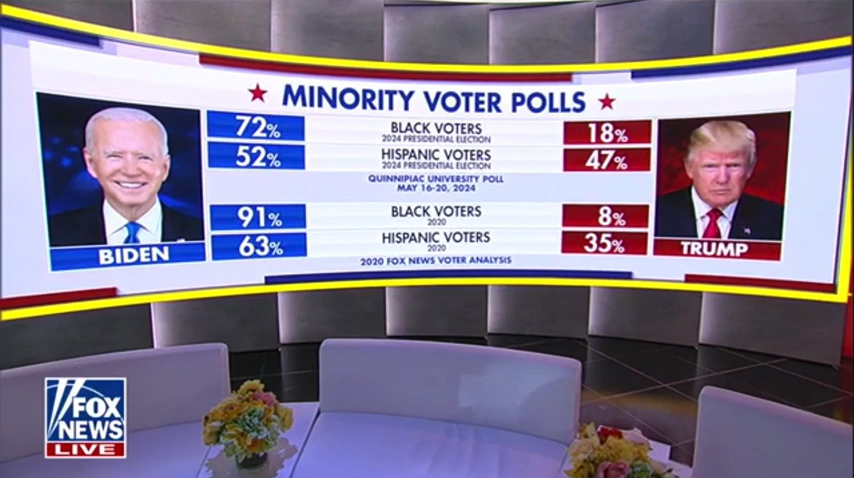 MINORITY VOTER POLLS
72% BLACK VOTERS 18%
2024 PRESIDENTIAL ELECTION
52% HISPANIC VOTERS 47%
2024 PRESIDENTIAL ELECTION
QUINNIPIAC UNIVERSITY POLL
MAY 16-20, 2024
91% BLACK VOTERS 8%
2020
63% HISPANIC VOTERS 35%
2020
BIDEN
TRUMP
2020 FOX NEWS VOTER ANALYSIS
FOX
NEWS
LIVE